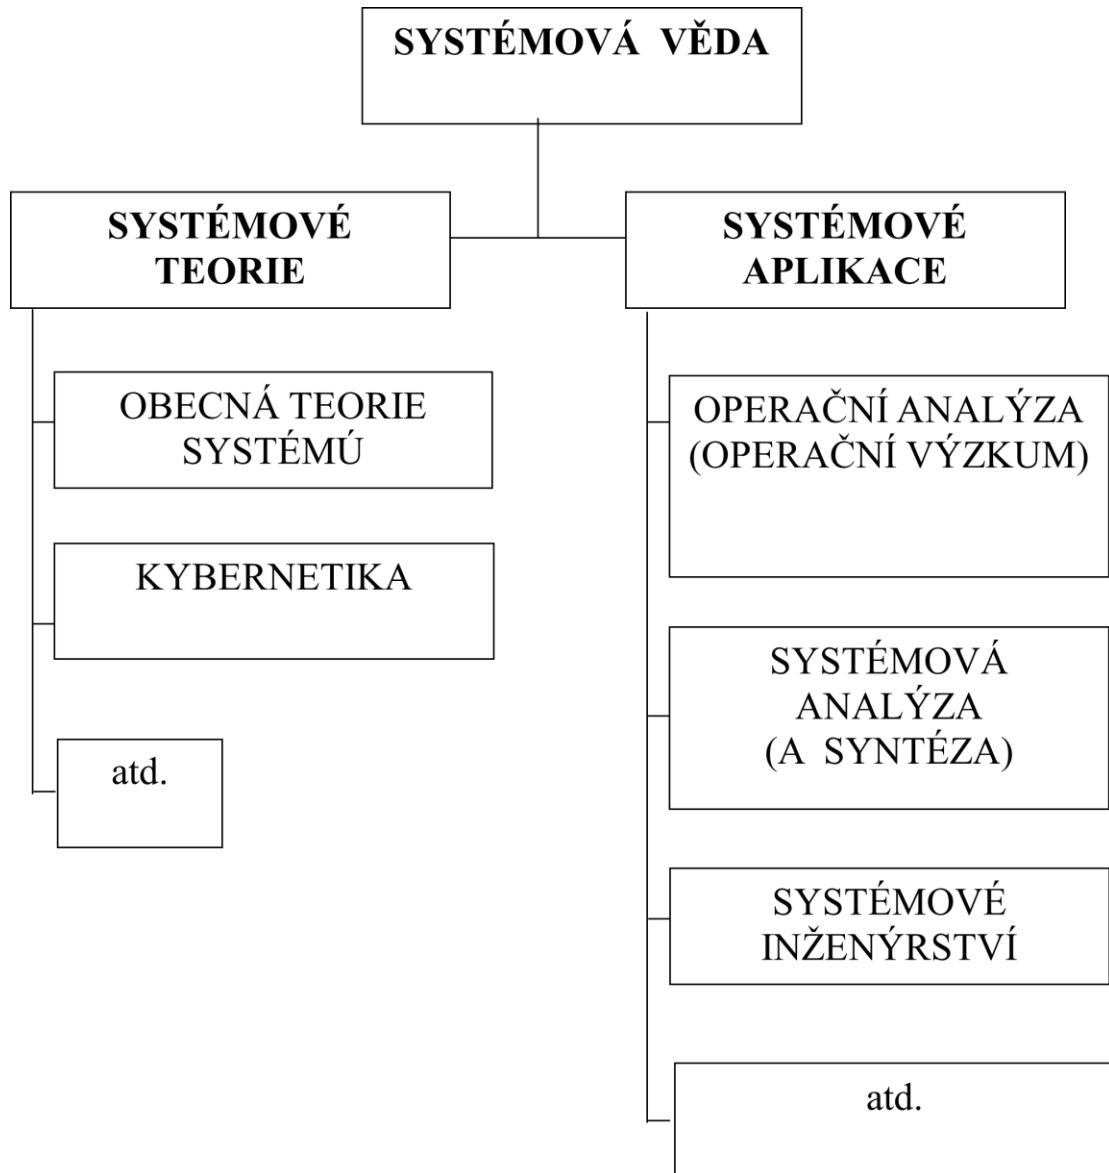 SYSTÉMOVÁ VĚDA
SYSTÉMOVÉ
TEORIE
SYSTÉMOVÉ
APLIKACE
OBECNÁ TEORIE
SYSTÉMÚ
KYBERNETIKA
atd.
OPERAČNÍ ANALÝZA
(OPERAČNÍ VÝZKUM)
SYSTÉMOVÁ
ANALÝZA
(A SYNTÉZA)
SYSTÉMOVÉ
INŽENÝRSTVÍ
atd.